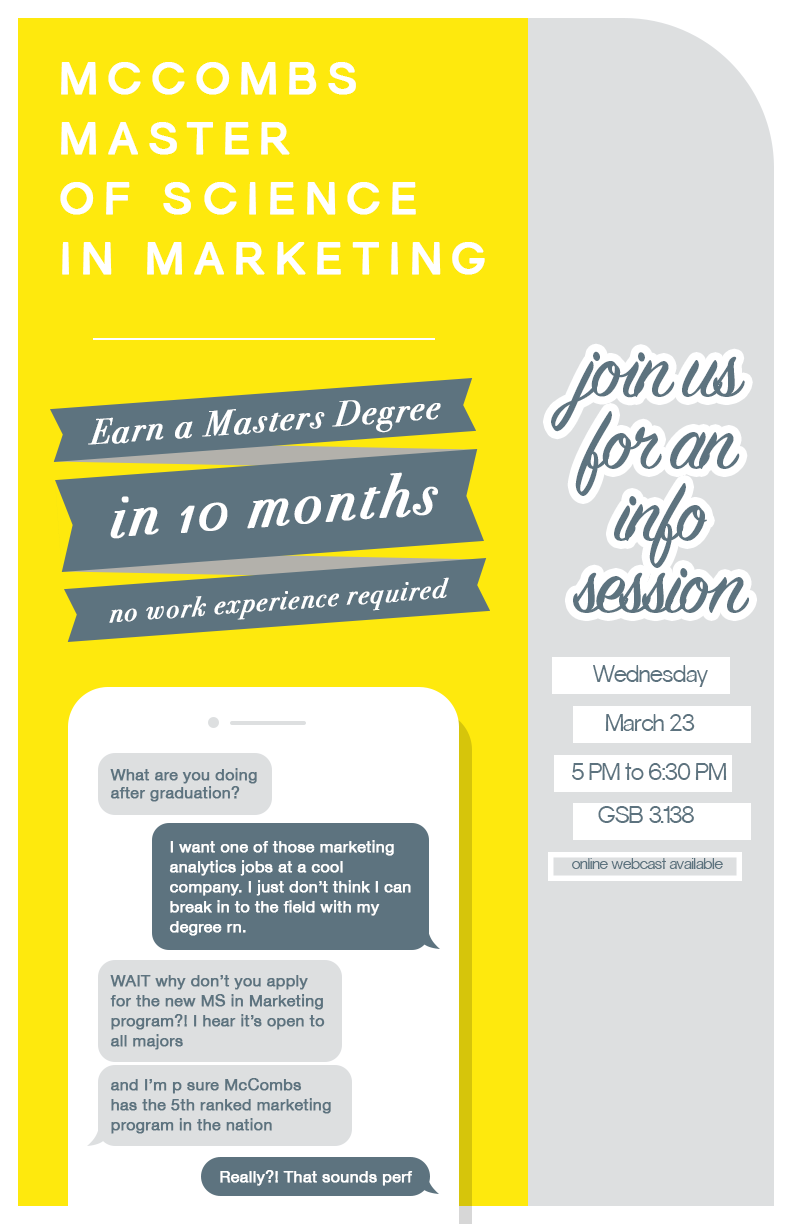 MCCOMBS
MASTER
OF SCIENCE
IN MARKETING
Earn a Masters Degree
in 10 months
no work experience required
What are you doing
after graduation?
I want one of those marketing
analytics jobs at a cool
company. I just don't think I can
break in to the field with my
degree rn.
WAIT why don't you apply
for the new MS in Marketing
program?! I hear it's open to
all majors
and I'm p sure McCombs
has the 5th ranked marketing
program in the nation
Really?! That sounds perf
join us
for an
info
session
Wednesday
March 23
5 PM to 6:30 PM
GSB 3.138
online webcast available